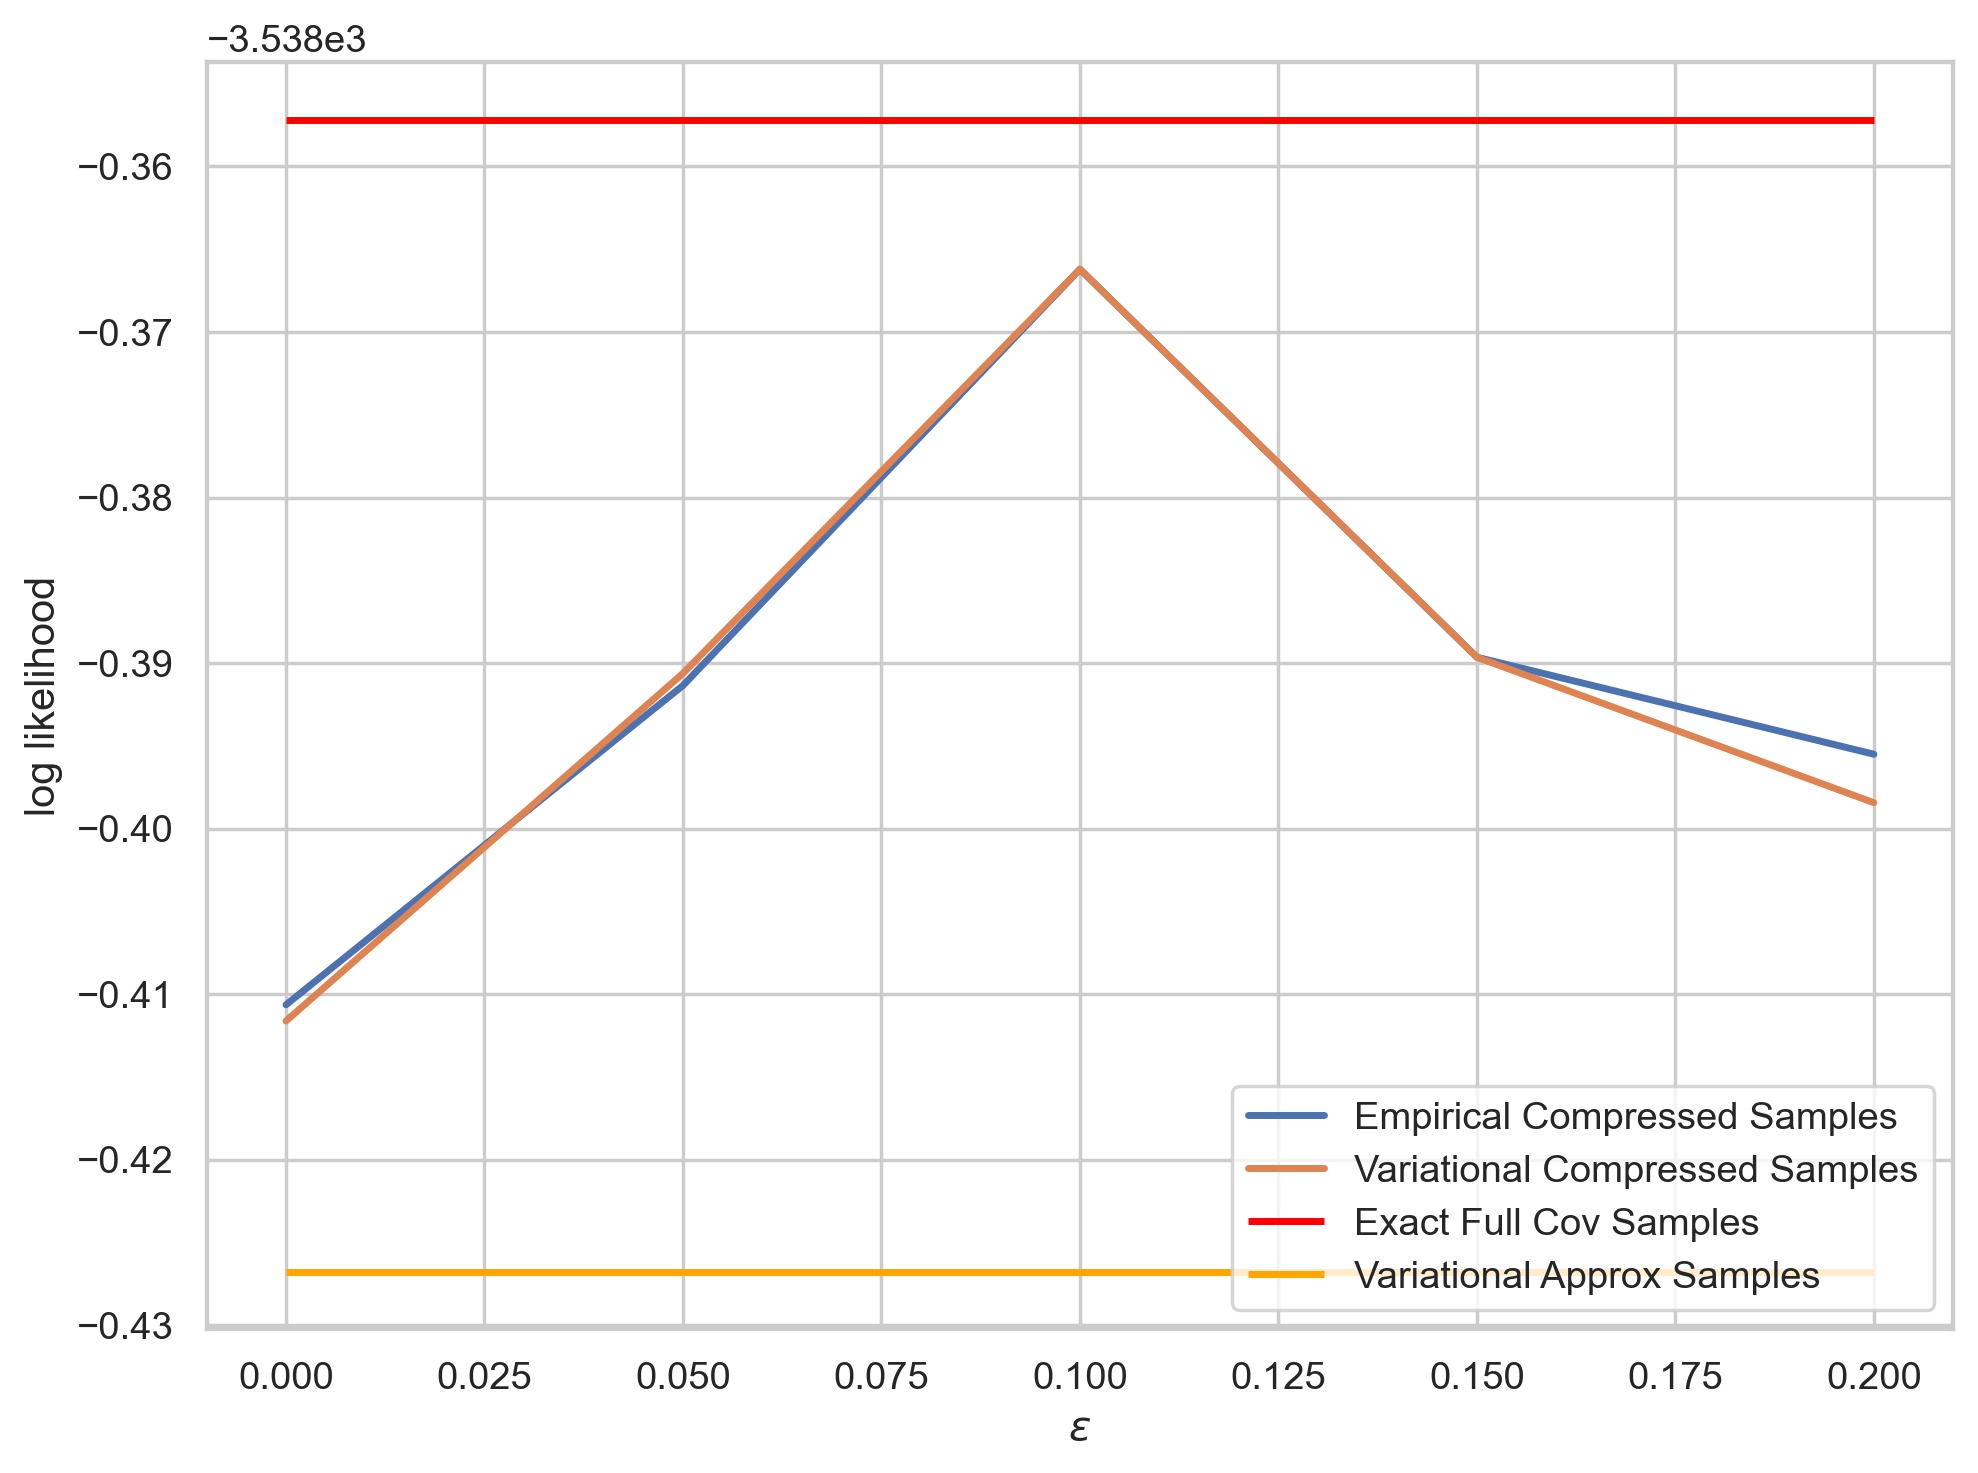 −3.538e3
−0.36
−0.37
−0.38
−0.39
−0.40
−0.41
−0.42
−0.43
log likelihood
0.000 0.025 0.050 0.075 0.100 0.125 0.150 0.175 0.200
ε
Empirical Compressed Samples
Variational Compressed Samples
Exact Full Cov Samples
Variational Approx Samples